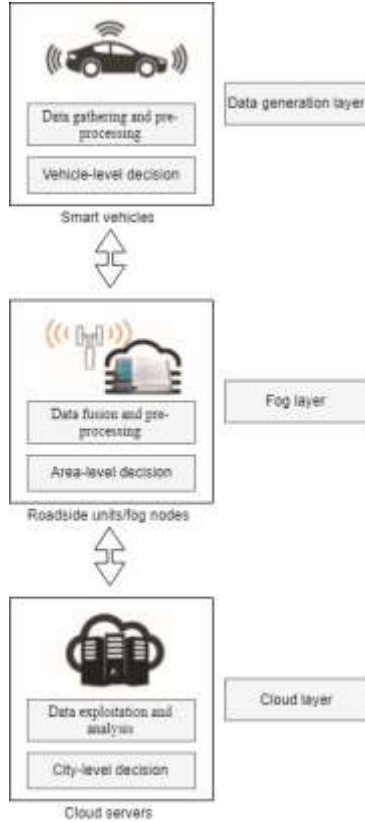 Data gathering and pre-
processing
Data generation layer
Vehicle-level decision
Smart vehicles
Data fusion and pre-
processing
Fog layer
Area-level decision
Roadside units/fog nodes
Data exploitation and
analysis
Cloud layer
City-level decision
Cloud servers